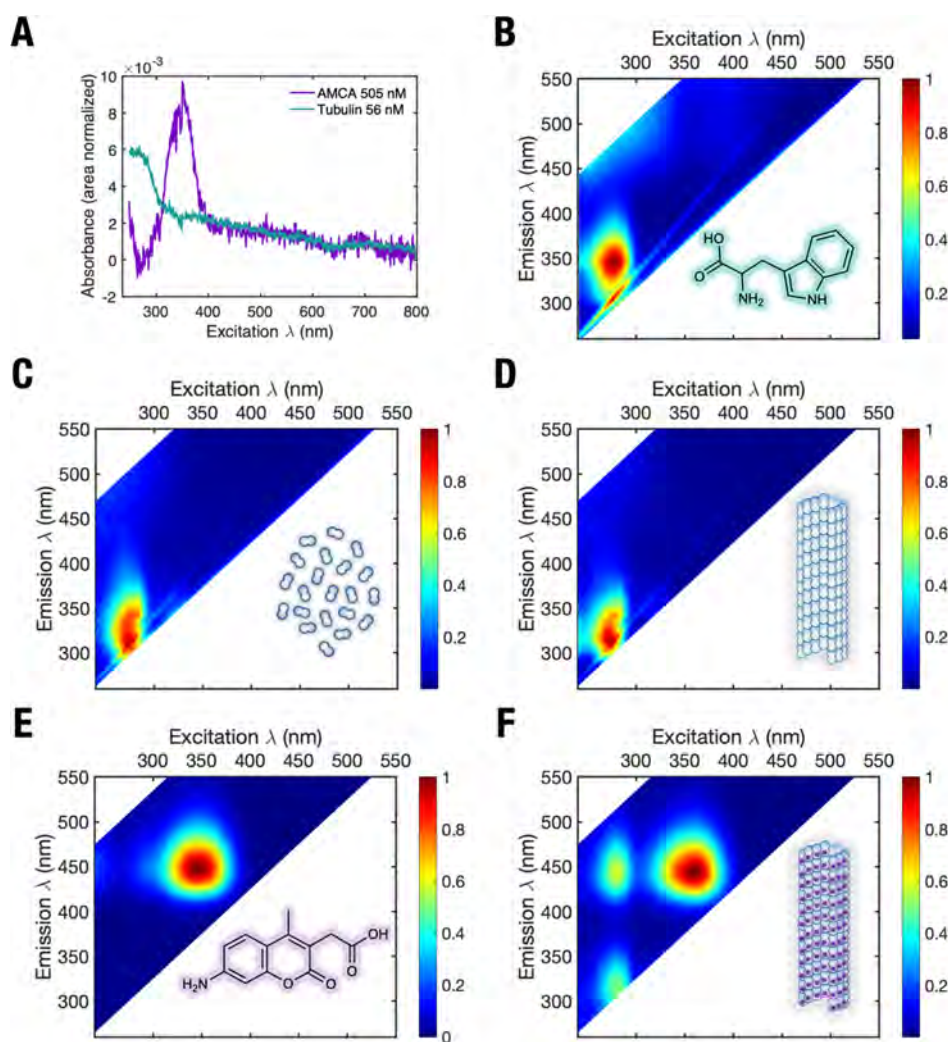 A
×10⁻³
AMCA 505 nM
Tubulin 56 nM
10
8
6
4
2
0
-2
Absorbance (area normalized)
300 400 500 600 700 800
Excitation λ (nm)
B
Excitation λ (nm)
300 350 400 450 500 550
550
500
450
400
350
300
Emission λ (nm)
1
0.8
0.6
0.4
0.2
HO
O
NH₂
NH
C
Excitation λ (nm)
300 350 400 450 500 550
550
500
450
400
350
300
Emission λ (nm)
1
0.8
0.6
0.4
0.2
D
Excitation λ (nm)
300 350 400 450 500 550
550
500
450
400
350
300
Emission λ (nm)
1
0.8
0.6
0.4
0.2
E
Excitation λ (nm)
300 350 400 450 500 550
550
500
450
400
350
300
Emission λ (nm)
1
0.8
0.6
0.4
0.2
0
OH
O
H₂N
O
O
F
Excitation λ (nm)
300 350 400 450 500 550
550
500
450
400
350
300
Emission λ (nm)
1
0.8
0.6
0.4
0.2